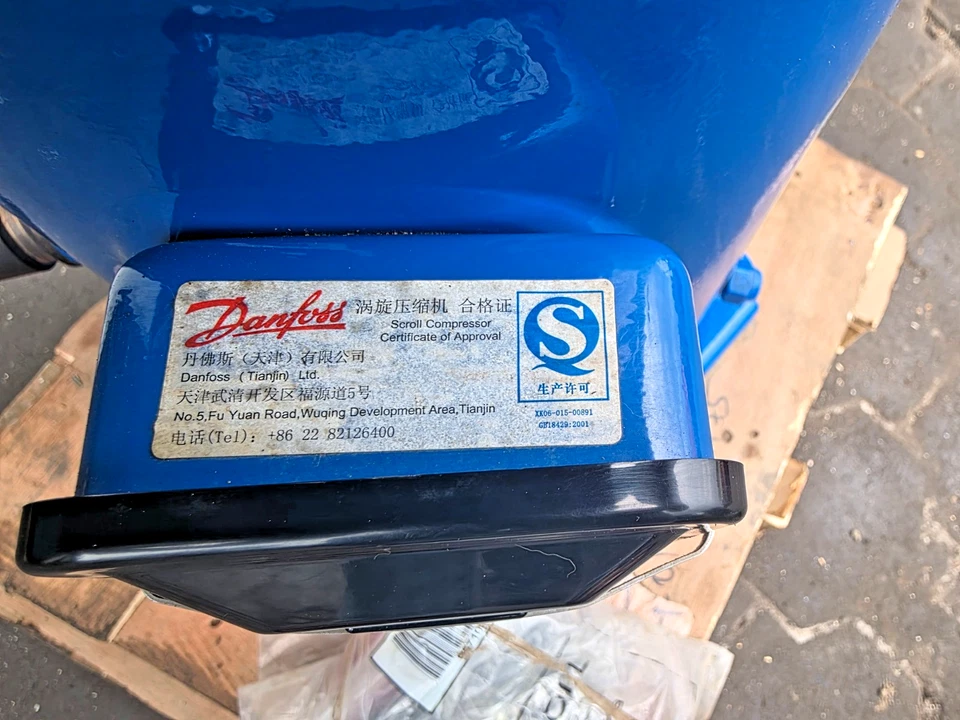 Danfoss 涡旋压缩机 合格证
Scroll Compressor
Certificate of Approval
丹佛斯（天津）有限公司
Danfoss (Tianjin) Ltd.
天津武清开发区福源道5号
No.5,Fu Yuan Road,Wuqing Development Area,Tianjin
电话(Tel): +86 22 82126400
QS
生产许可
XK06-015-00891
GB18429:2001